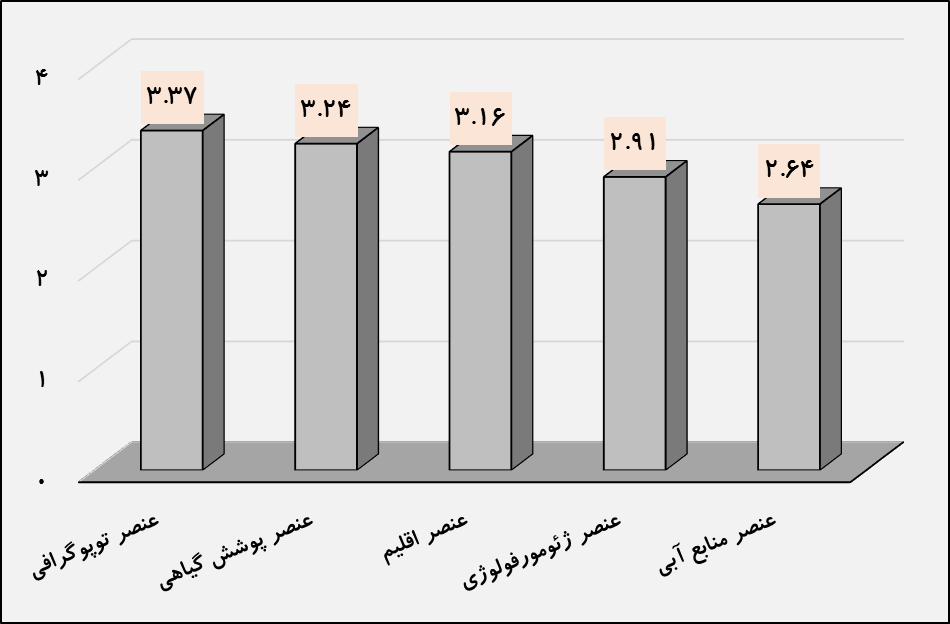 ۴
۳
۲
۱
۰
۳.۳۷
۳.۲۴
۳.۱۶
۲.۹۱
۲.۶۴
عنصر توپوگرافی
عنصر پوشش گیاهی
عنصر اقلیم
عنصر ژئومورفولوژی
عنصر منابع آبی